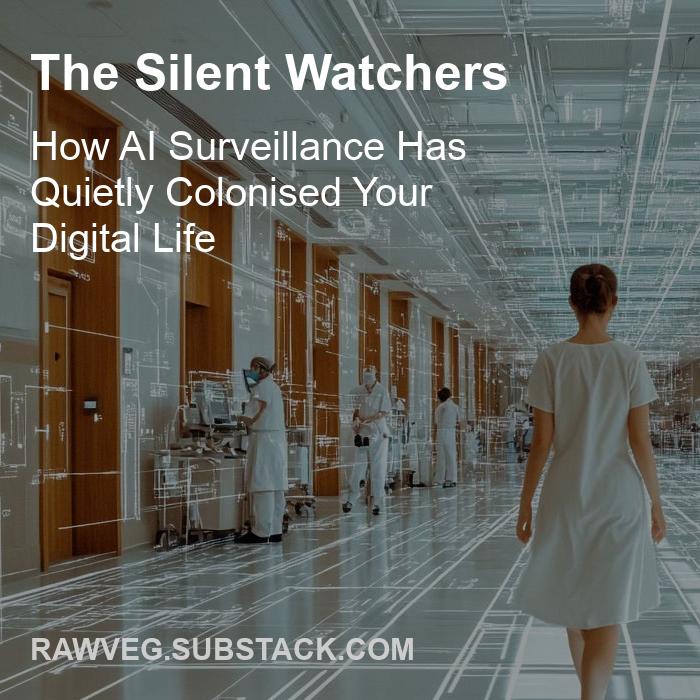 The Silent Watchers
How AI Surveillance Has
Quietly Colonised Your
Digital Life
RAWVEG.SUBSTACK.COM